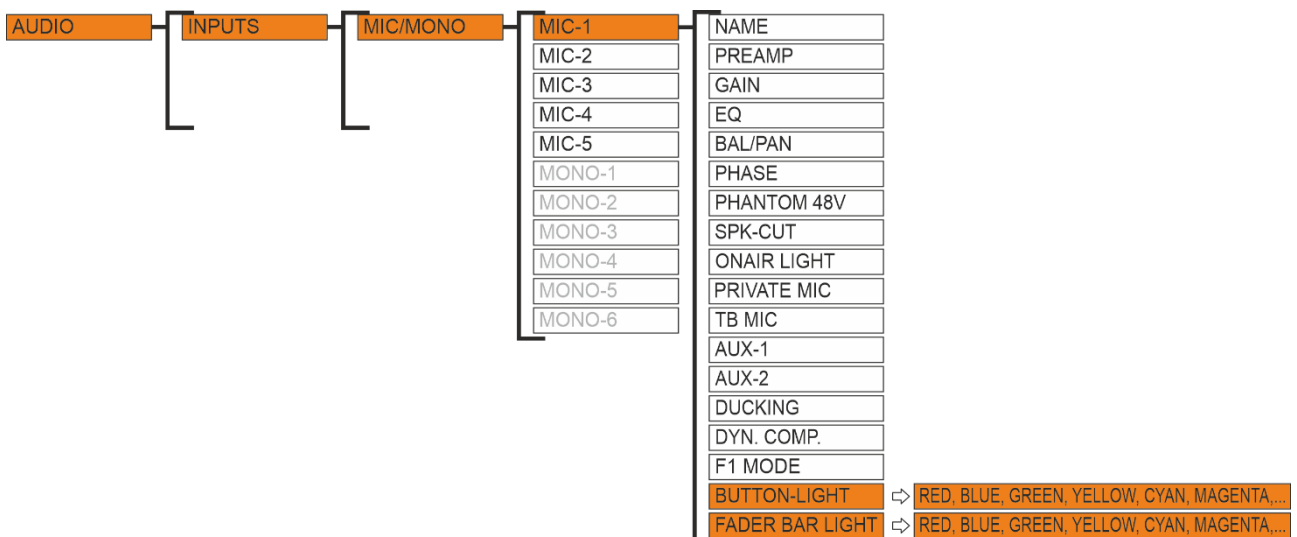 AUDIO INPUTS MIC/MONO MIC-1 NAME
MIC-2 PREAMP
MIC-3 GAIN
MIC-4 EQ
MIC-5 BAL/PAN
MONO-1 PHASE
MONO-2 PHANTOM 48V
MONO-3 SPK-CUT
MONO-4 ONAIR LIGHT
MONO-5 PRIVATE MIC
MONO-6 TB MIC
AUX-1
AUX-2
DUCKING
DYN. COMP.
F1 MODE
BUTTON-LIGHT ⇨ RED, BLUE, GREEN, YELLOW, CYAN, MAGENTA,...
FADER BAR LIGHT ⇨ RED, BLUE, GREEN, YELLOW, CYAN, MAGENTA,...